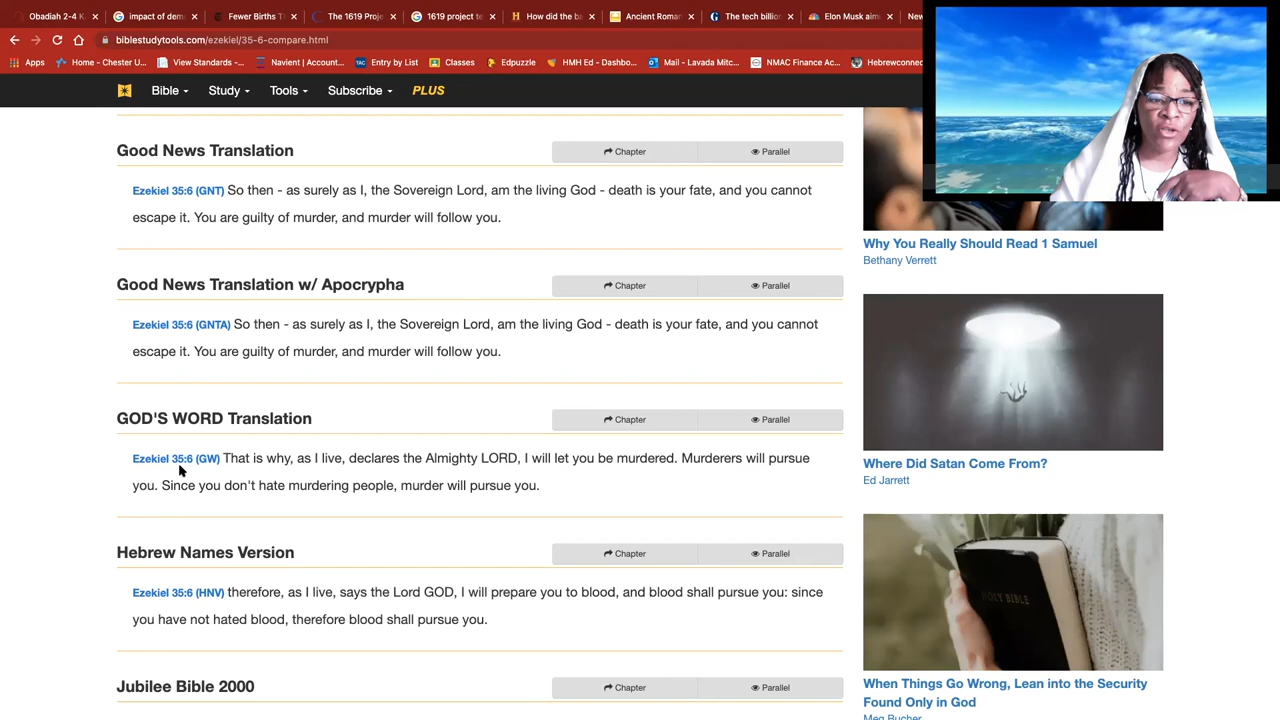 Obadiah 2-4 K
impact of dem
Fewer Births T
The 1619 Proje
1619 project te
How did the ba
Ancient Roman
The tech billion
Elon Musk aim
New
biblestudytools.com/ezekiel/35-6-compare.html
Apps
Home - Chester U...
View Standards -...
Navient | Account...
TAC Entry by List
Classes
Edpuzzle
HMH Ed - Dashbo...
Mail - Lavada Mitc...
NMAC Finance Ac...
Hebrewconnec
Bible
Study
Tools
Subscribe
PLUS
Good News Translation
Chapter
Parallel
Ezekiel 35:6 (GNT) So then - as surely as I, the Sovereign Lord, am the living God - death is your fate, and you cannot
escape it. You are guilty of murder, and murder will follow you.
Good News Translation w/ Apocrypha
Chapter
Parallel
Ezekiel 35:6 (GNTA) So then - as surely as I, the Sovereign Lord, am the living God - death is your fate, and you cannot
escape it. You are guilty of murder, and murder will follow you.
GOD'S WORD Translation
Chapter
Parallel
Ezekiel 35:6 (GW) That is why, as I live, declares the Almighty LORD, I will let you be murdered. Murderers will pursue
you. Since you don't hate murdering people, murder will pursue you.
Hebrew Names Version
Chapter
Parallel
Ezekiel 35:6 (HNV) therefore, as I live, says the Lord GOD, I will prepare you to blood, and blood shall pursue you: since
you have not hated blood, therefore blood shall pursue you.
Jubilee Bible 2000
Chapter
Parallel
Why You Really Should Read 1 Samuel
Bethany Verrett
Where Did Satan Come From?
Ed Jarrett
HOLY BIBLE
When Things Go Wrong, Lean into the Security
Found Only in God
Meg Bucher